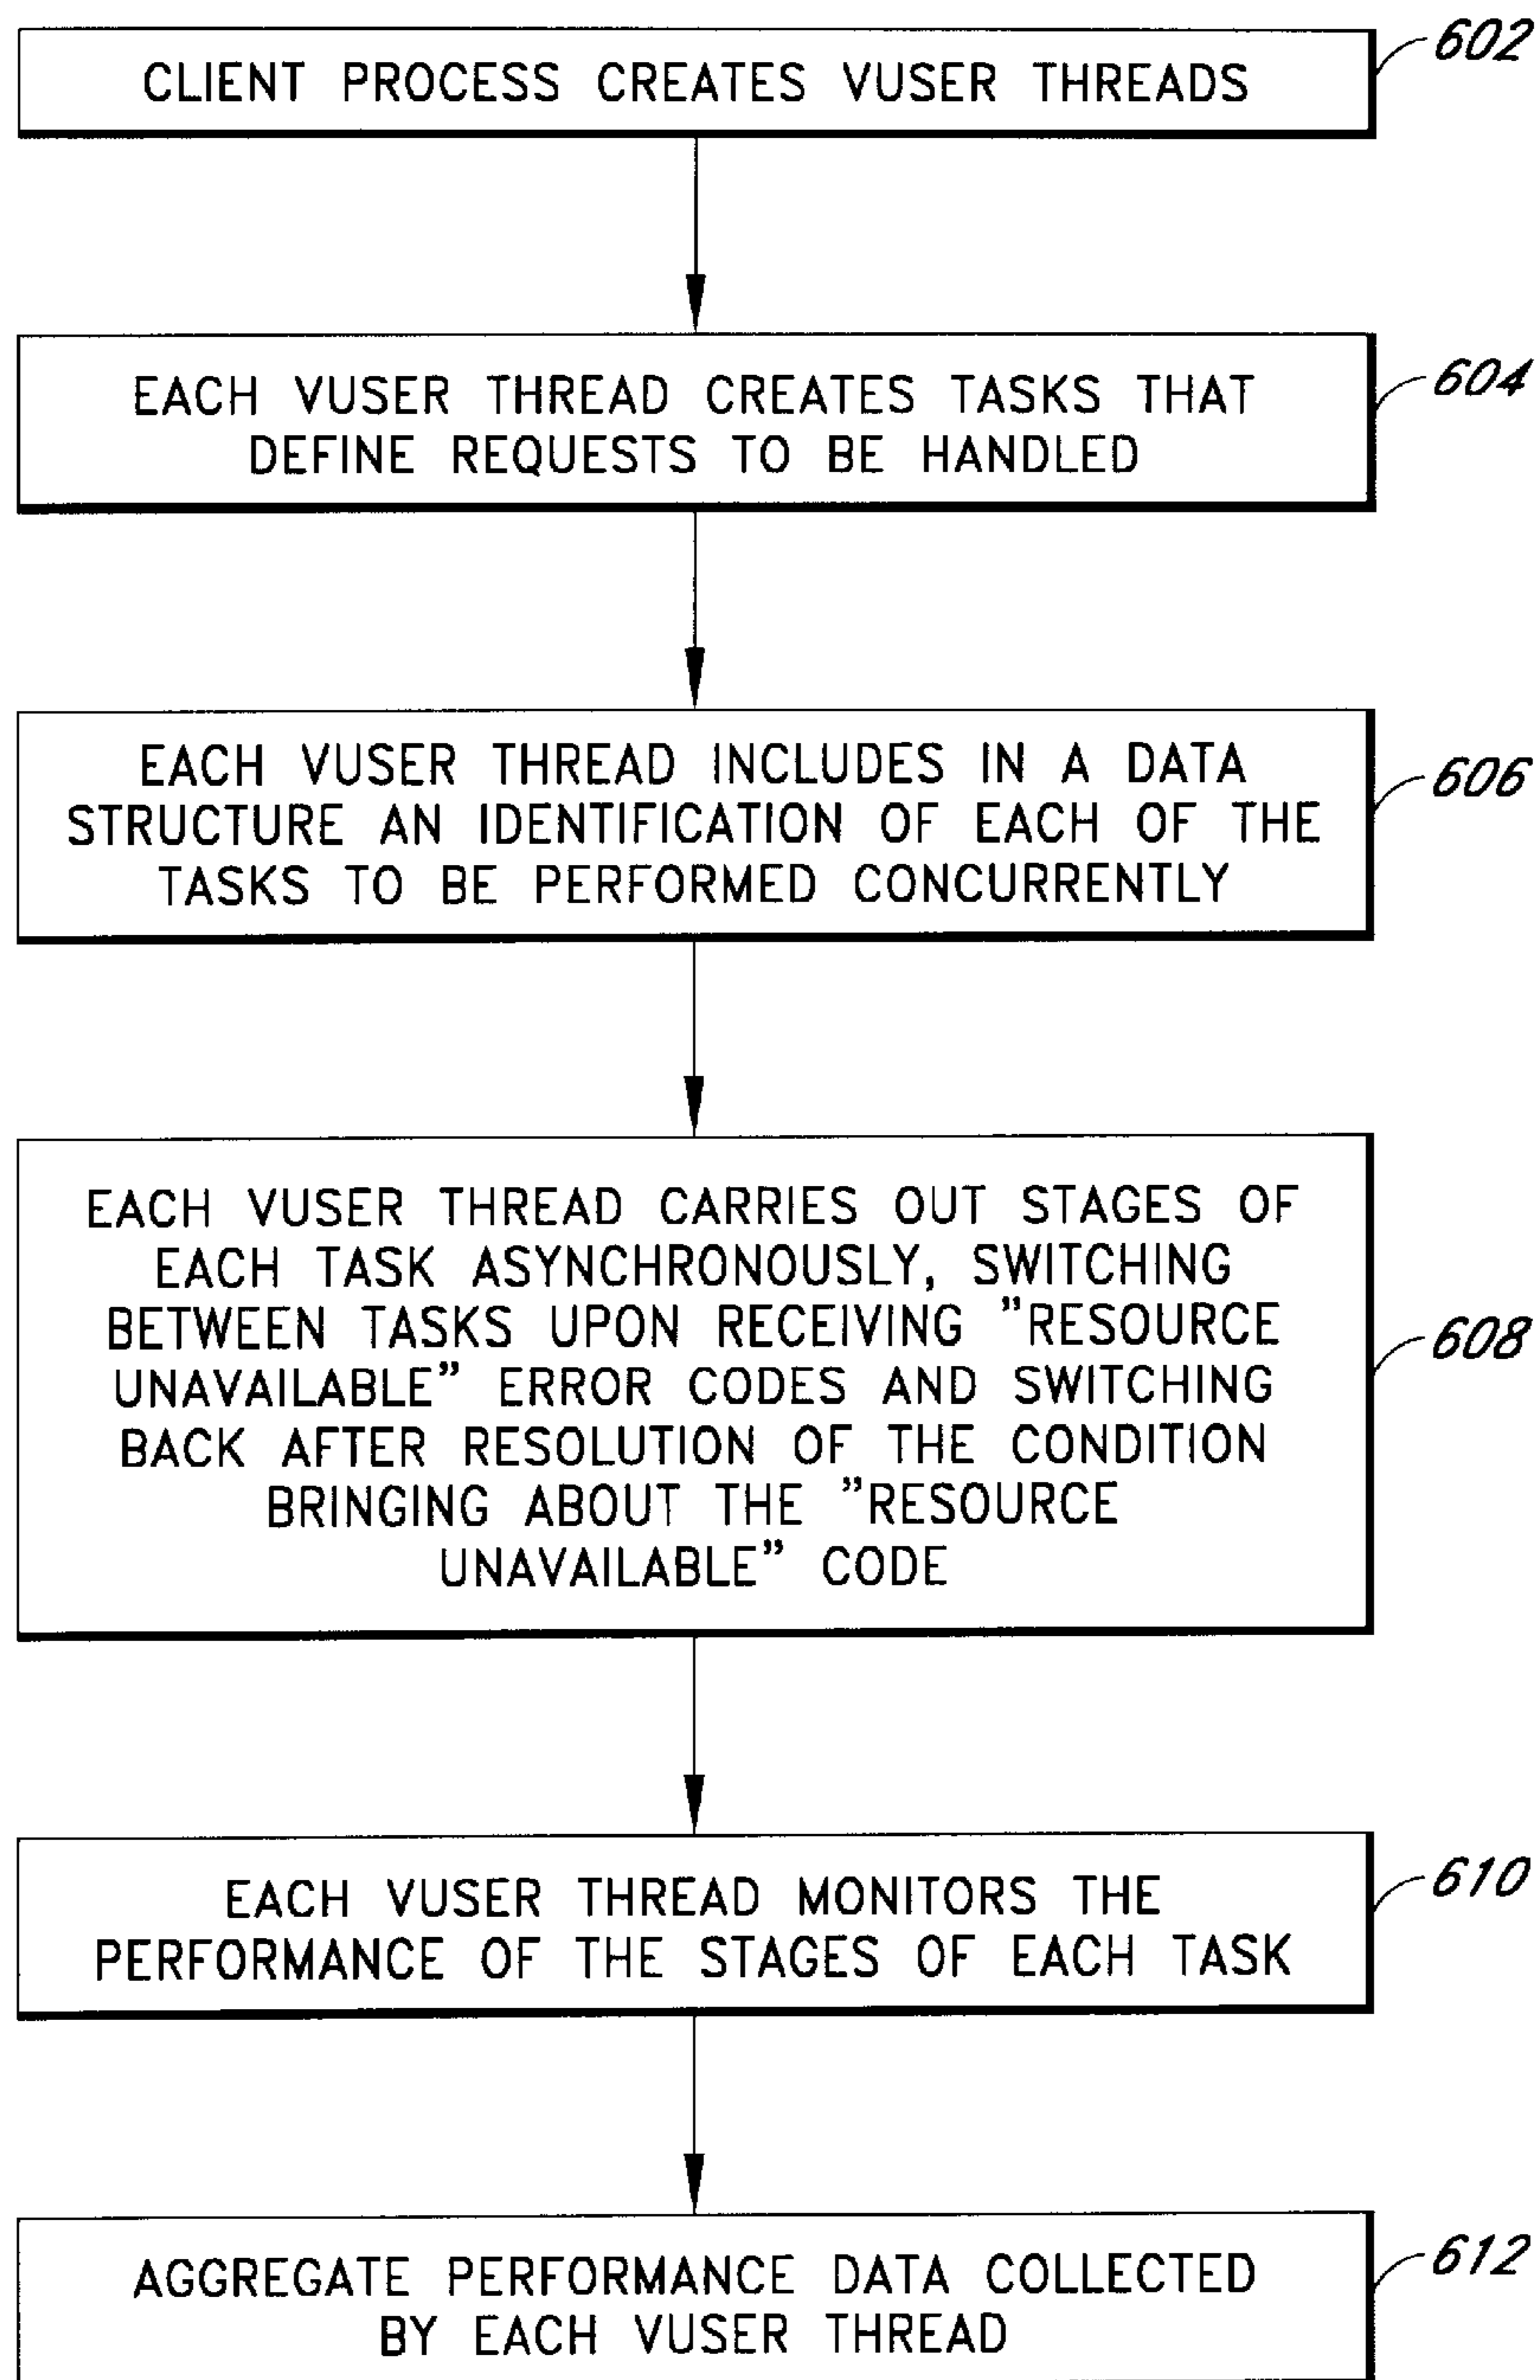 602
CLIENT PROCESS CREATES VUSER THREADS
604
EACH VUSER THREAD CREATES TASKS THAT
DEFINE REQUESTS TO BE HANDLED
606
EACH VUSER THREAD INCLUDES IN A DATA
STRUCTURE AN IDENTIFICATION OF EACH OF THE
TASKS TO BE PERFORMED CONCURRENTLY
608
EACH VUSER THREAD CARRIES OUT STAGES OF
EACH TASK ASYNCHRONOUSLY, SWITCHING
BETWEEN TASKS UPON RECEIVING ”RESOURCE
UNAVAILABLE” ERROR CODES AND SWITCHING
BACK AFTER RESOLUTION OF THE CONDITION
BRINGING ABOUT THE ”RESOURCE
UNAVAILABLE” CODE
610
EACH VUSER THREAD MONITORS THE
PERFORMANCE OF THE STAGES OF EACH TASK
612
AGGREGATE PERFORMANCE DATA COLLECTED
BY EACH VUSER THREAD